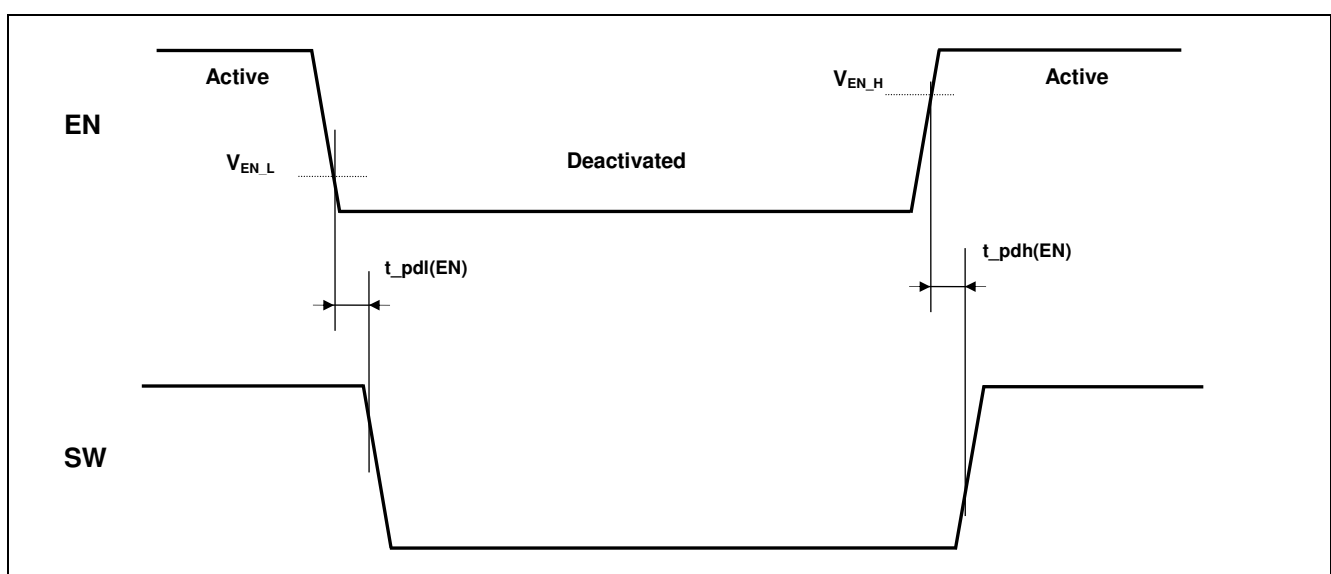 Active
V_EN_H
Active
EN
V_EN_L
Deactivated
t_pdl(EN)
t_pdh(EN)
SW